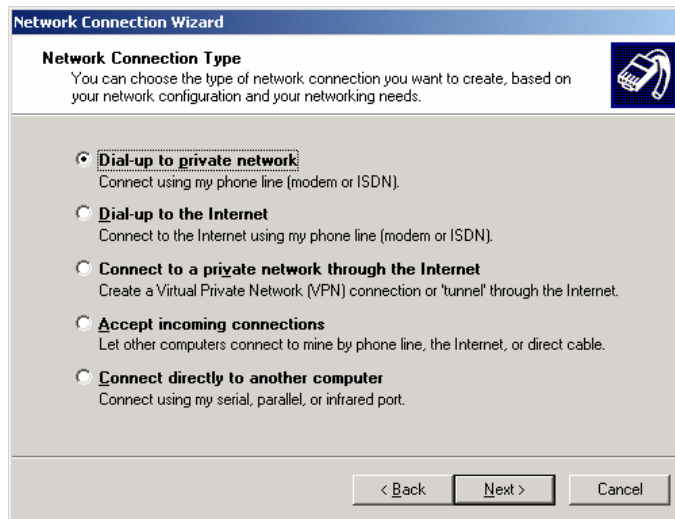 Network Connection Wizard
Network Connection Type
You can choose the type of network connection you want to create, based on
your network configuration and your networking needs.
Dial-up to private network
Connect using my phone line (modem or ISDN).
Dial-up to the Internet
Connect to the Internet using my phone line (modem or ISDN).
Connect to a private network through the Internet
Create a Virtual Private Network (VPN) connection or 'tunnel' through the Internet.
Accept incoming connections
Let other computers connect to mine by phone line, the Internet, or direct cable.
Connect directly to another computer
Connect using my serial, parallel, or infrared port.
< Back Next > Cancel